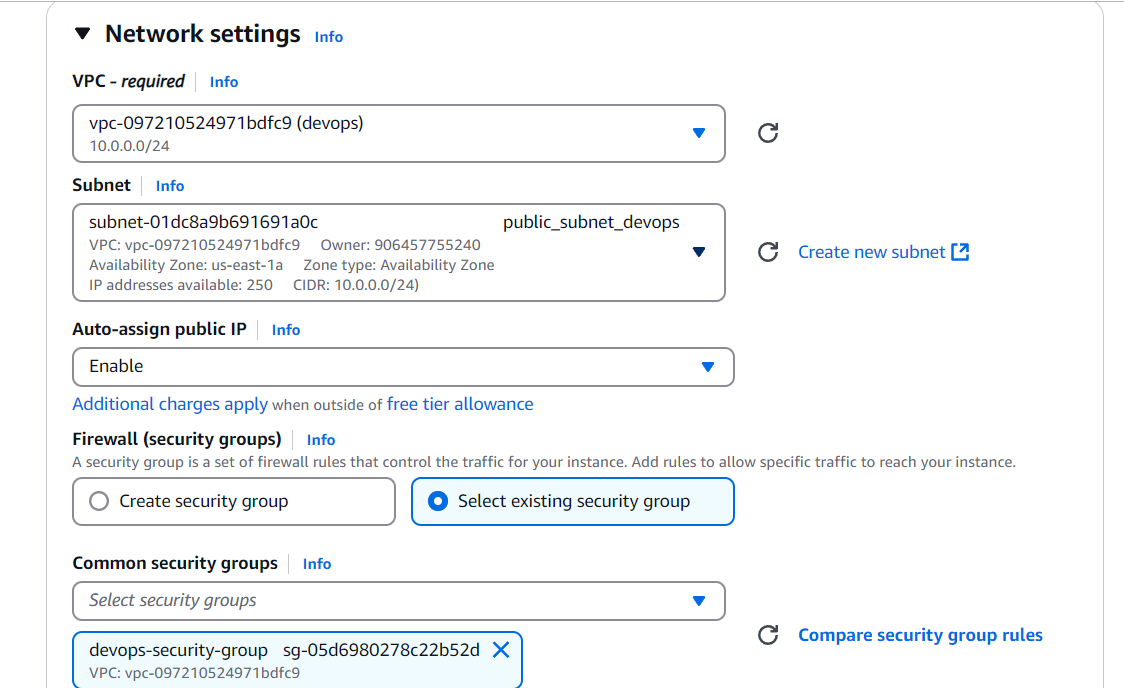 Network settings Info
VPC - required Info
vpc-097210524971bdfc9 (devops)
10.0.0.0/24
Subnet Info
subnet-01dc8a9b691691a0c public_subnet_devops
VPC: vpc-097210524971bdfc9 Owner: 906457755240
Availability Zone: us-east-1a Zone type: Availability Zone
IP addresses available: 250 CIDR: 10.0.0.0/24)
Create new subnet
Auto-assign public IP Info
Enable
Additional charges apply when outside of free tier allowance
Firewall (security groups) Info
A security group is a set of firewall rules that control the traffic for your instance. Add rules to allow specific traffic to reach your instance.
Create security group Select existing security group
Common security groups Info
Select security groups
devops-security-group sg-05d6980278c22b52d
VPC: vpc-097210524971bdfc9
Compare security group rules